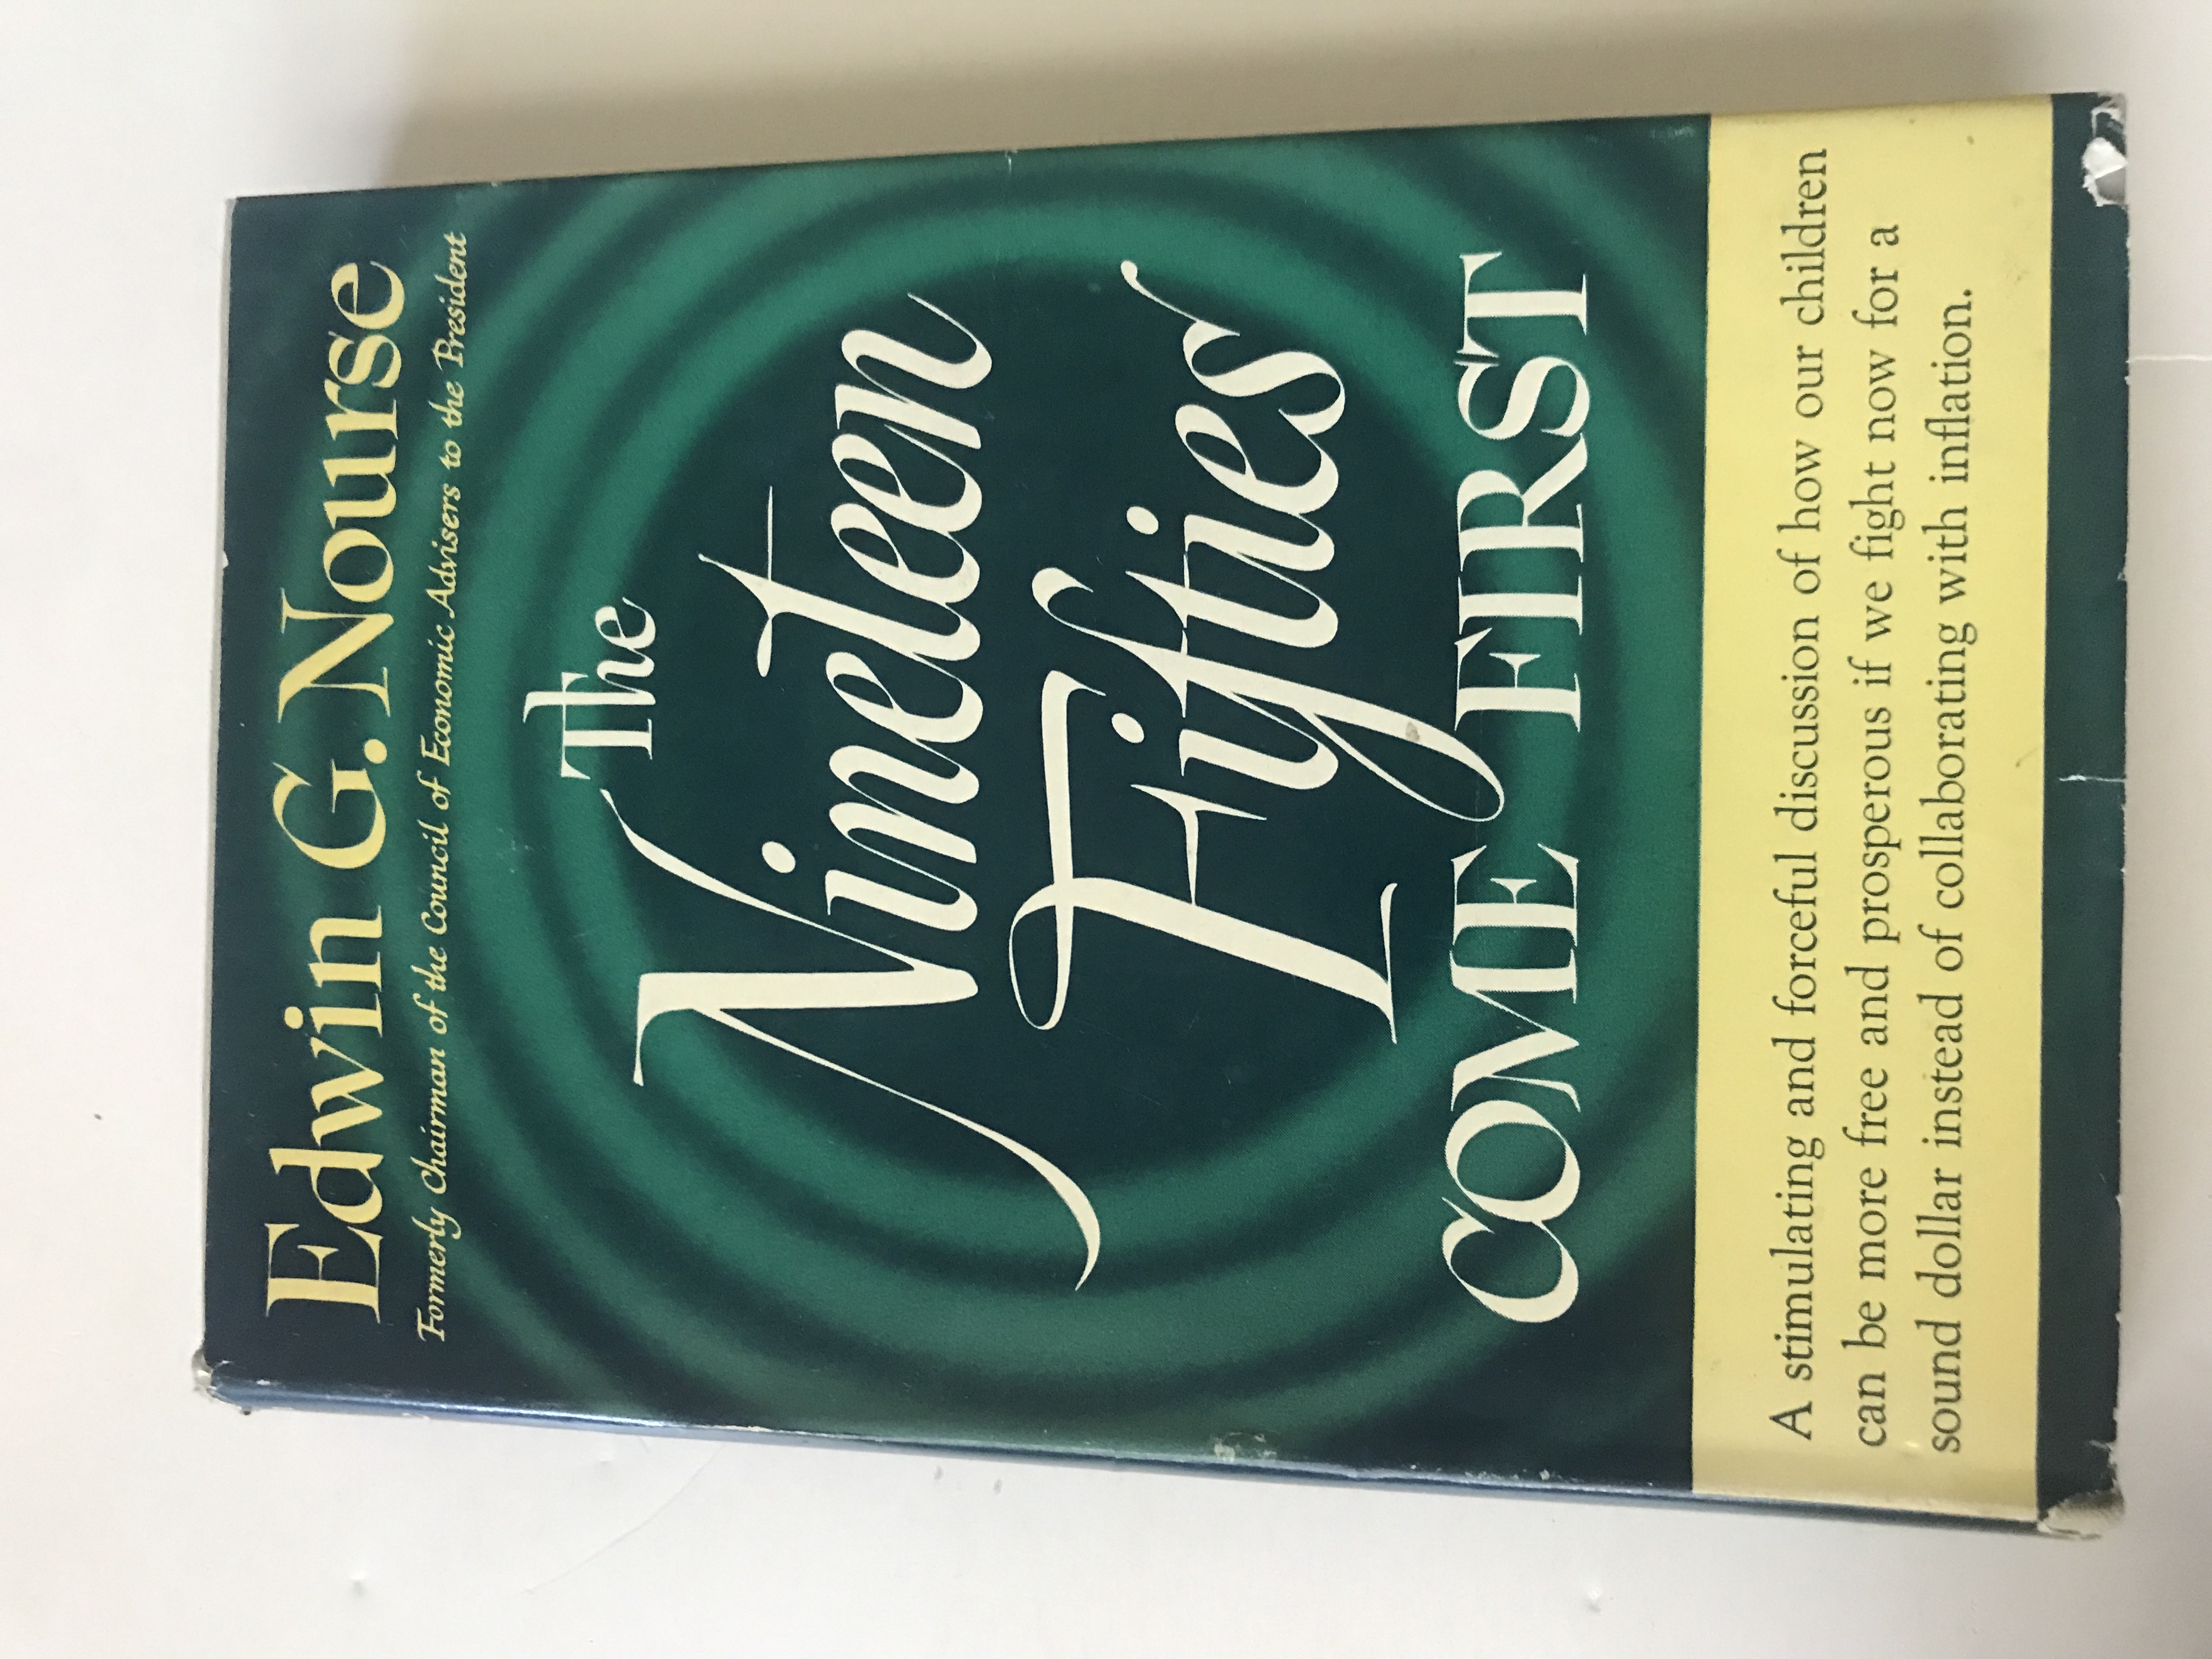 Edwin G. Nourse
Formerly Chairman of the Council of Economic Advisers to the President
The
Nineteen
Fifties
COME FIRST
A stimulating and forceful discussion of how our children
can be more free and prosperous if we fight now for a
sound dollar instead of collaborating with inflation.